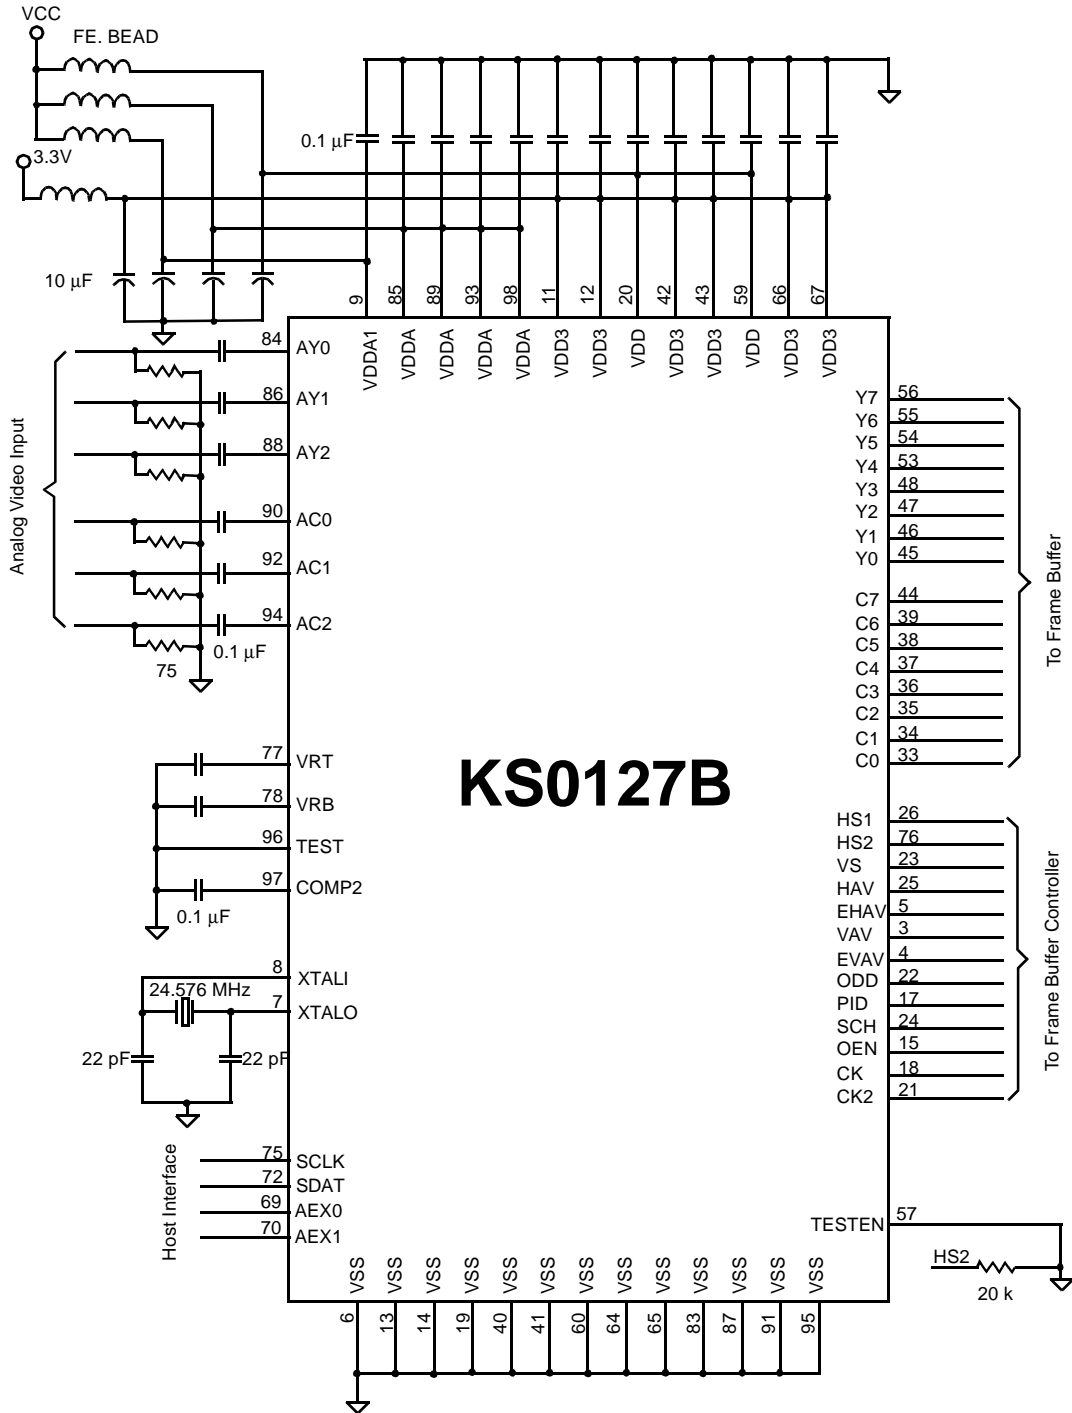 VCC
FE. BEAD
3.3V
0.1 µF
10 µF
9 85 89 93 98 11 12 20 42 43 59 66 67
VDDA1 VDDA VDDA VDDA VDDA VDD3 VDD3 VDD VDD3 VDD3 VDD VDD3 VDD3
Analog Video Input
84 AY0
86 AY1
88 AY2
90 AC0
92 AC1
94 AC2
0.1 µF
75
77 VRT
78 VRB
96 TEST
97 COMP2
0.1 µF
8 XTALI
24.576 MHz
7 XTALO
22 pF
22 pF
Host Interface
75 SCLK
72 SDAT
69 AEX0
70 AEX1
KS0127B
Y7 56
Y6 55
Y5 54
Y4 53
Y3 48
Y2 47
Y1 46
Y0 45
C7 44
C6 39
C5 38
C4 37
C3 36
C2 35
C1 34
C0 33
To Frame Buffer
HS1 26
HS2 76
VS 23
HAV 25
EHAV 5
VAV 3
EVAV 4
ODD 22
PID 17
SCH 24
OEN 15
CK 18
CK2 21
To Frame Buffer Controller
TESTEN 57
HS2
20 k
VSS VSS VSS VSS VSS VSS VSS VSS VSS VSS VSS VSS VSS
6 13 14 19 40 41 60 64 65 83 87 91 95